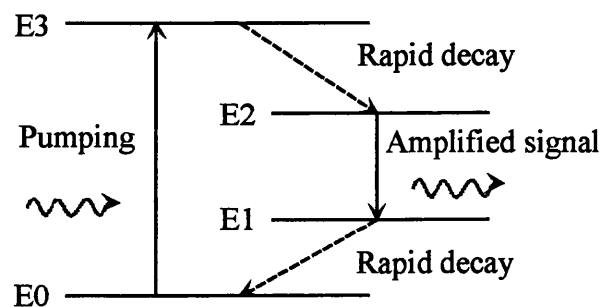 E3
Rapid decay
E2
Pumping
Amplified signal
E1
Rapid decay
E0